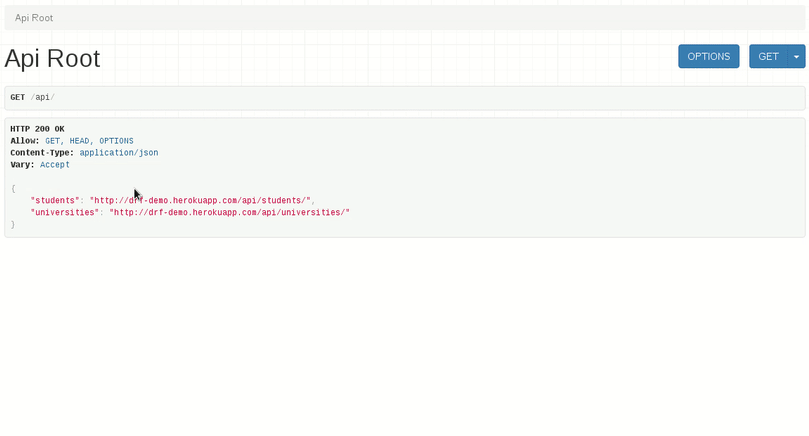 Api Root
Api Root
OPTIONS
GET
GET /api/
HTTP 200 OK
Allow: GET, HEAD, OPTIONS
Content-Type: application/json
Vary: Accept
{
    "students": "http://drf-demo.herokuapp.com/api/students/",
    "universities": "http://drf-demo.herokuapp.com/api/universities/"
}